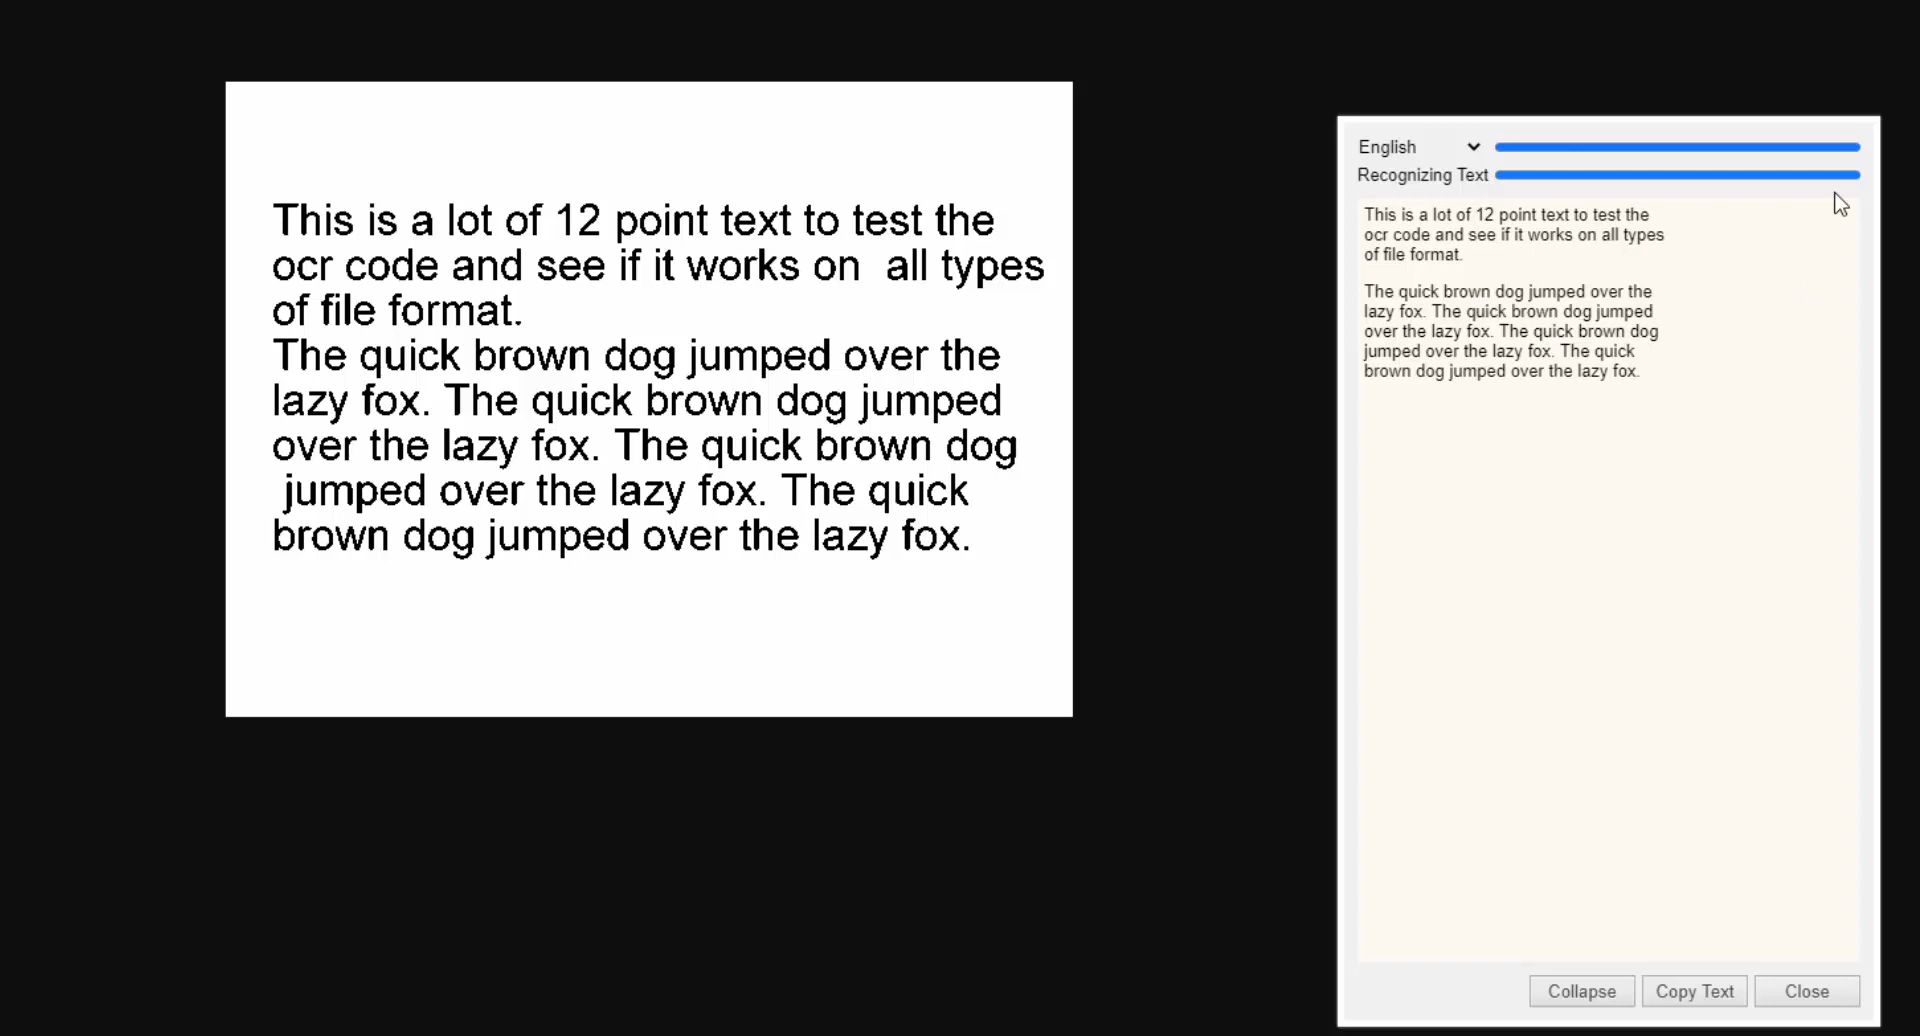 This is a lot of 12 point text to test the
ocr code and see if it works on  all types
of file format.
The quick brown dog jumped over the
lazy fox. The quick brown dog jumped
over the lazy fox. The quick brown dog
jumped over the lazy fox. The quick
brown dog jumped over the lazy fox.
English
Recognizing Text
This is a lot of 12 point text to test the
ocr code and see if it works on all types
of file format.
The quick brown dog jumped over the
lazy fox. The quick brown dog jumped
over the lazy fox. The quick brown dog
jumped over the lazy fox. The quick
brown dog jumped over the lazy fox.
Collapse Copy Text Close